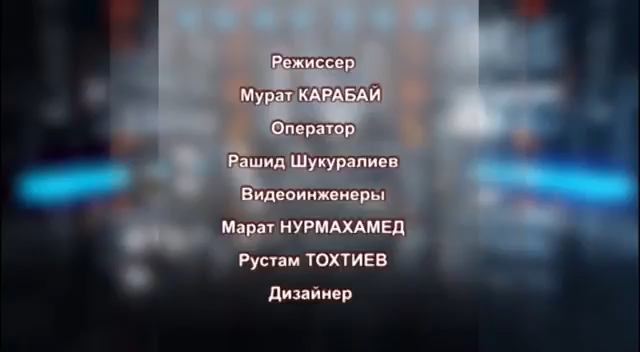 Режиссер
Мурат КАРАБАЙ
Оператор
Рашид Шукуралиев
Видеоинженеры
Марат НУРМАХАМЕД
Рустам ТОХТИЕВ
Дизайнер